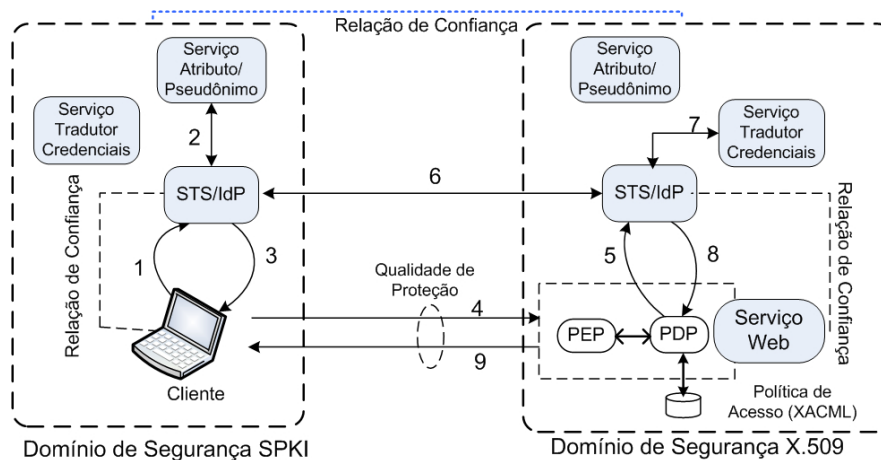 Relação de Confiança
Serviço
Atributo/
Pseudônimo
Serviço
Tradutor
Credenciais
2
STS/IdP
Relação de Confiança
1
3
Cliente
Domínio de Segurança SPKI
6
Qualidade de
Proteção
4
9
Serviço
Atributo/
Pseudônimo
7
Serviço
Tradutor
Credenciais
STS/IdP
Relação de Confiança
5
8
PEP
PDP
Serviço
Web
Política de
Acesso (XACML)
Domínio de Segurança X.509